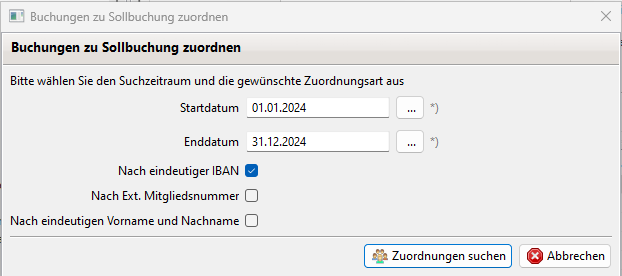 Buchungen zu Sollbuchung zuordnen
Buchungen zu Sollbuchung zuordnen
Bitte wählen Sie den Suchzeitraum und die gewünschte Zuordnungsart aus
Startdatum 01.01.2024 ... *)
Enddatum 31.12.2024 ... *)
Nach eindeutiger IBAN
Nach Ext. Mitgliedsnummer
Nach eindeutigen Vorname und Nachname
Zuordnungen suchen Abbrechen